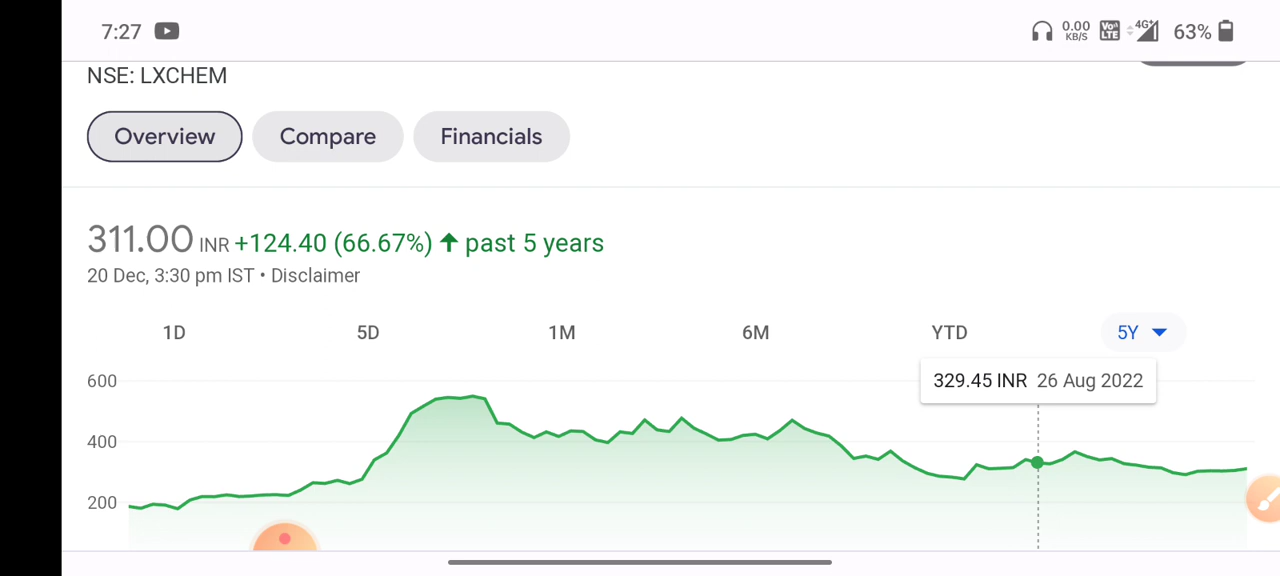 7:27 0.00 KB/S Vo LTE 4G+ 63%
NSE: LXCHEM
Overview Compare Financials
311.00 INR +124.40 (66.67%) ↑ past 5 years
20 Dec, 3:30 pm IST • Disclaimer
1D 5D 1M 6M YTD 5Y
329.45 INR 26 Aug 2022
600
400
200